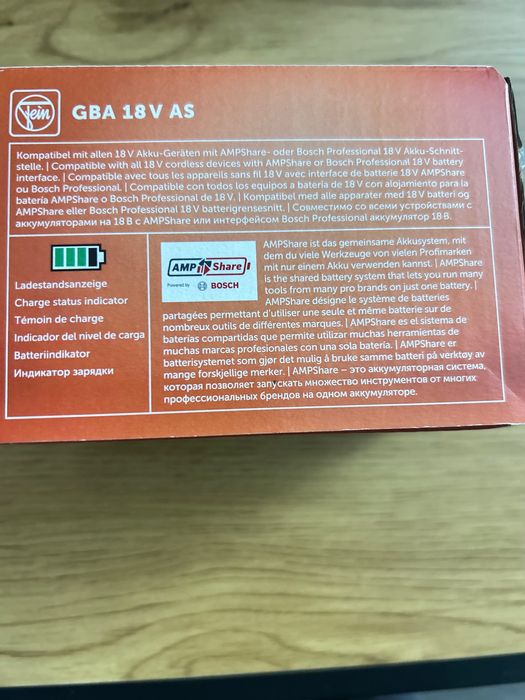 Fein
GBA 18 V AS
Kompatibel mit allen 18 V Akku-Geräten mit AMPShare- oder Bosch Professional 18 V Akku-Schnitt-
stelle. | Compatible with all 18 V cordless devices with AMPShare or Bosch Professional 18 V battery
interface. | Compatible avec tous les appareils sans fil 18 V avec interface de batterie 18 V AMPShare
ou Bosch Professional. | Compatible con todos los equipos a batería de 18 V con alojamiento para la
batería AMPShare o Bosch Professional de 18 V. | Kompatibel med alle apparater med 18 V batteri og
AMPShare eller Bosch Professional 18 V batterigrensesnitt. | Совместимо со всеми устройствами с
аккумуляторами на 18 В с AMPShare или интерфейсом Bosch Professional аккумулятор 18 В.
Ladestandsanzeige
Charge status indicator
Témoin de charge
Indicador del nivel de carga
Batteriindikator
Индикатор зарядки
AMPShare
Powered by BOSCH
AMPShare ist das gemeinsame Akkusystem, mit
dem du viele Werkzeuge von vielen Profimarken
mit nur einem Akku verwenden kannst. | AMPShare
is the shared battery system that lets you run many
tools from many pro brands on just one battery. |
AMPShare désigne le système de batteries
partagées permettant d'utiliser une seule et même batterie sur de
nombreux outils de différentes marques. | AMPShare es el sistema de
baterías compartidas que permite utilizar muchas herramientas de
muchas marcas profesionales con una sola batería. | AMPShare er
batterisystemet som gjør det mulig å bruke samme batteri på verktøy av
mange forskjellige merker. | AMPShare – это аккумуляторная система,
которая позволяет запускать множество инструментов от многих
профессиональных брендов на одном аккумуляторе.